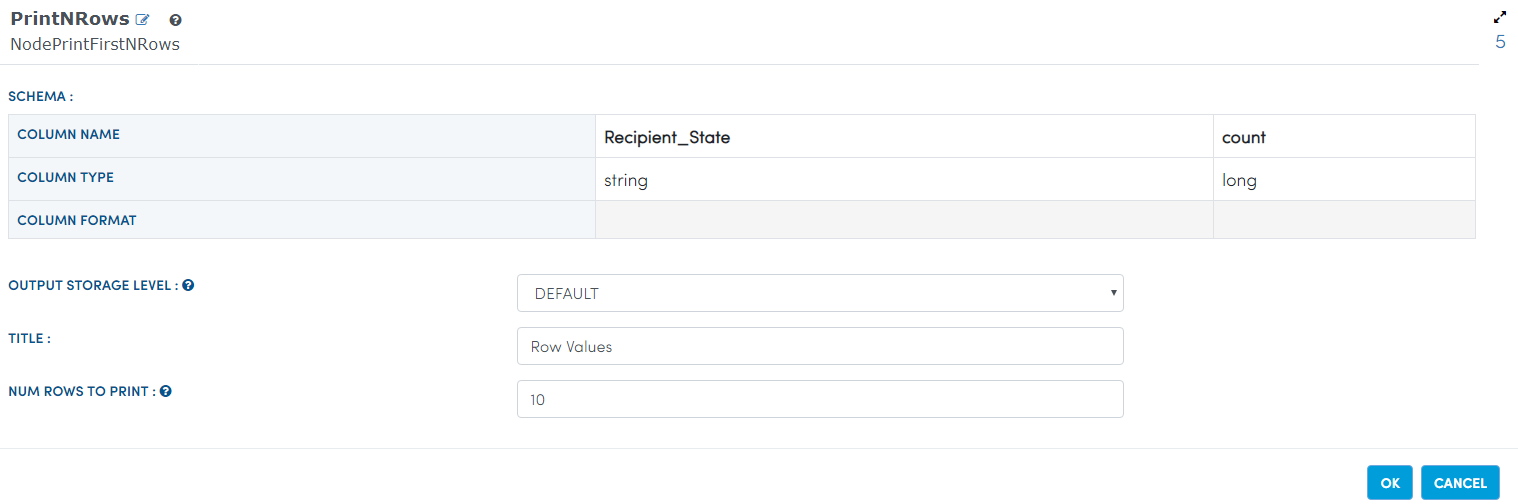 PrintNRows
NodePrintFirstNRows
5
SCHEMA :
COLUMN NAME Recipient_State count
COLUMN TYPE string long
COLUMN FORMAT
OUTPUT STORAGE LEVEL : DEFAULT
TITLE : Row Values
NUM ROWS TO PRINT : 10
OK CANCEL